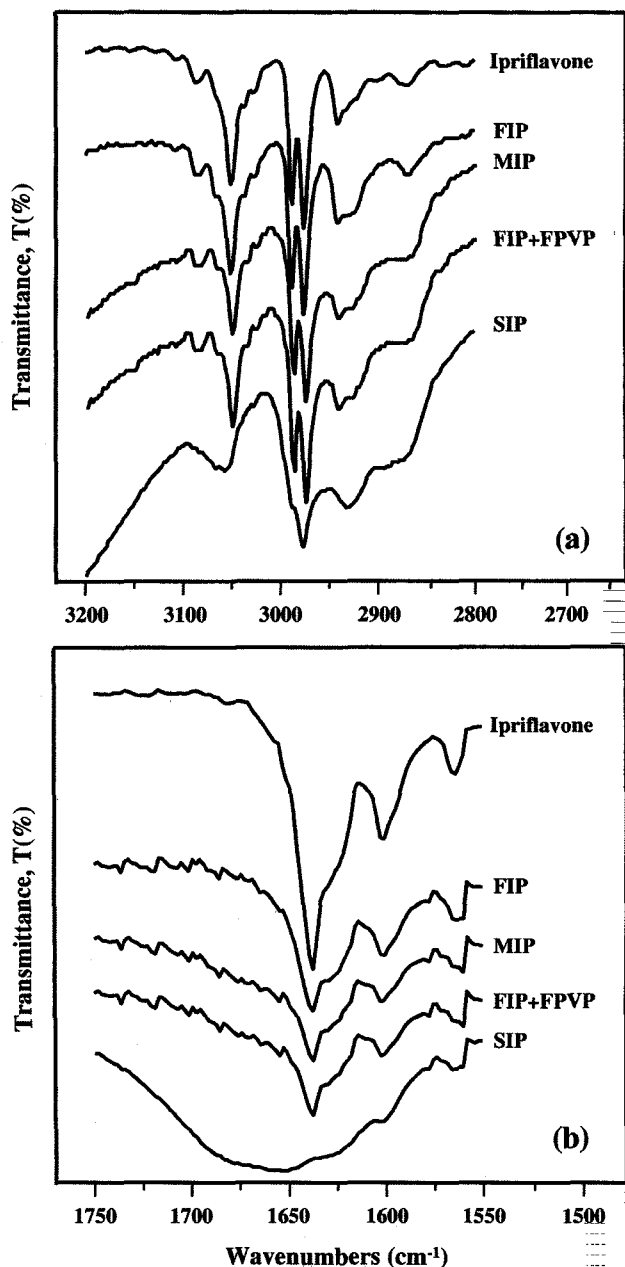 Transmittance, T(%)
Ipriflavone
FIP
MIP
FIP+FPVP
SIP
(a)
3200 3100 3000 2900 2800 2700
Transmittance, T(%)
Ipriflavone
FIP
MIP
FIP+FPVP
SIP
(b)
1750 1700 1650 1600 1550 1500
Wavenumbers (cm-1)